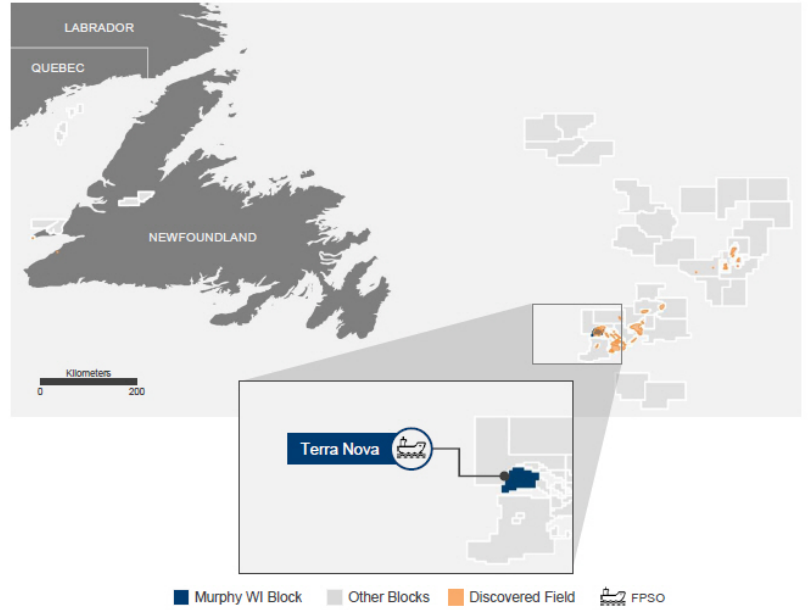 LABRADOR
QUEBEC
NEWFOUNDLAND
Kilometers
0 200
Terra Nova
Murphy WI Block Other Blocks Discovered Field FPSO